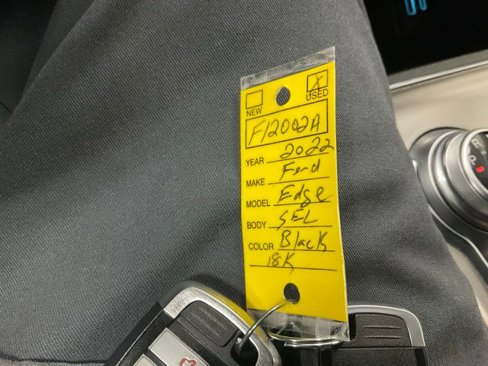 X
NEW USED
F12002A
YEAR 2022
MAKE Ford
MODEL Edge
BODY SEL
COLOR Black
18K